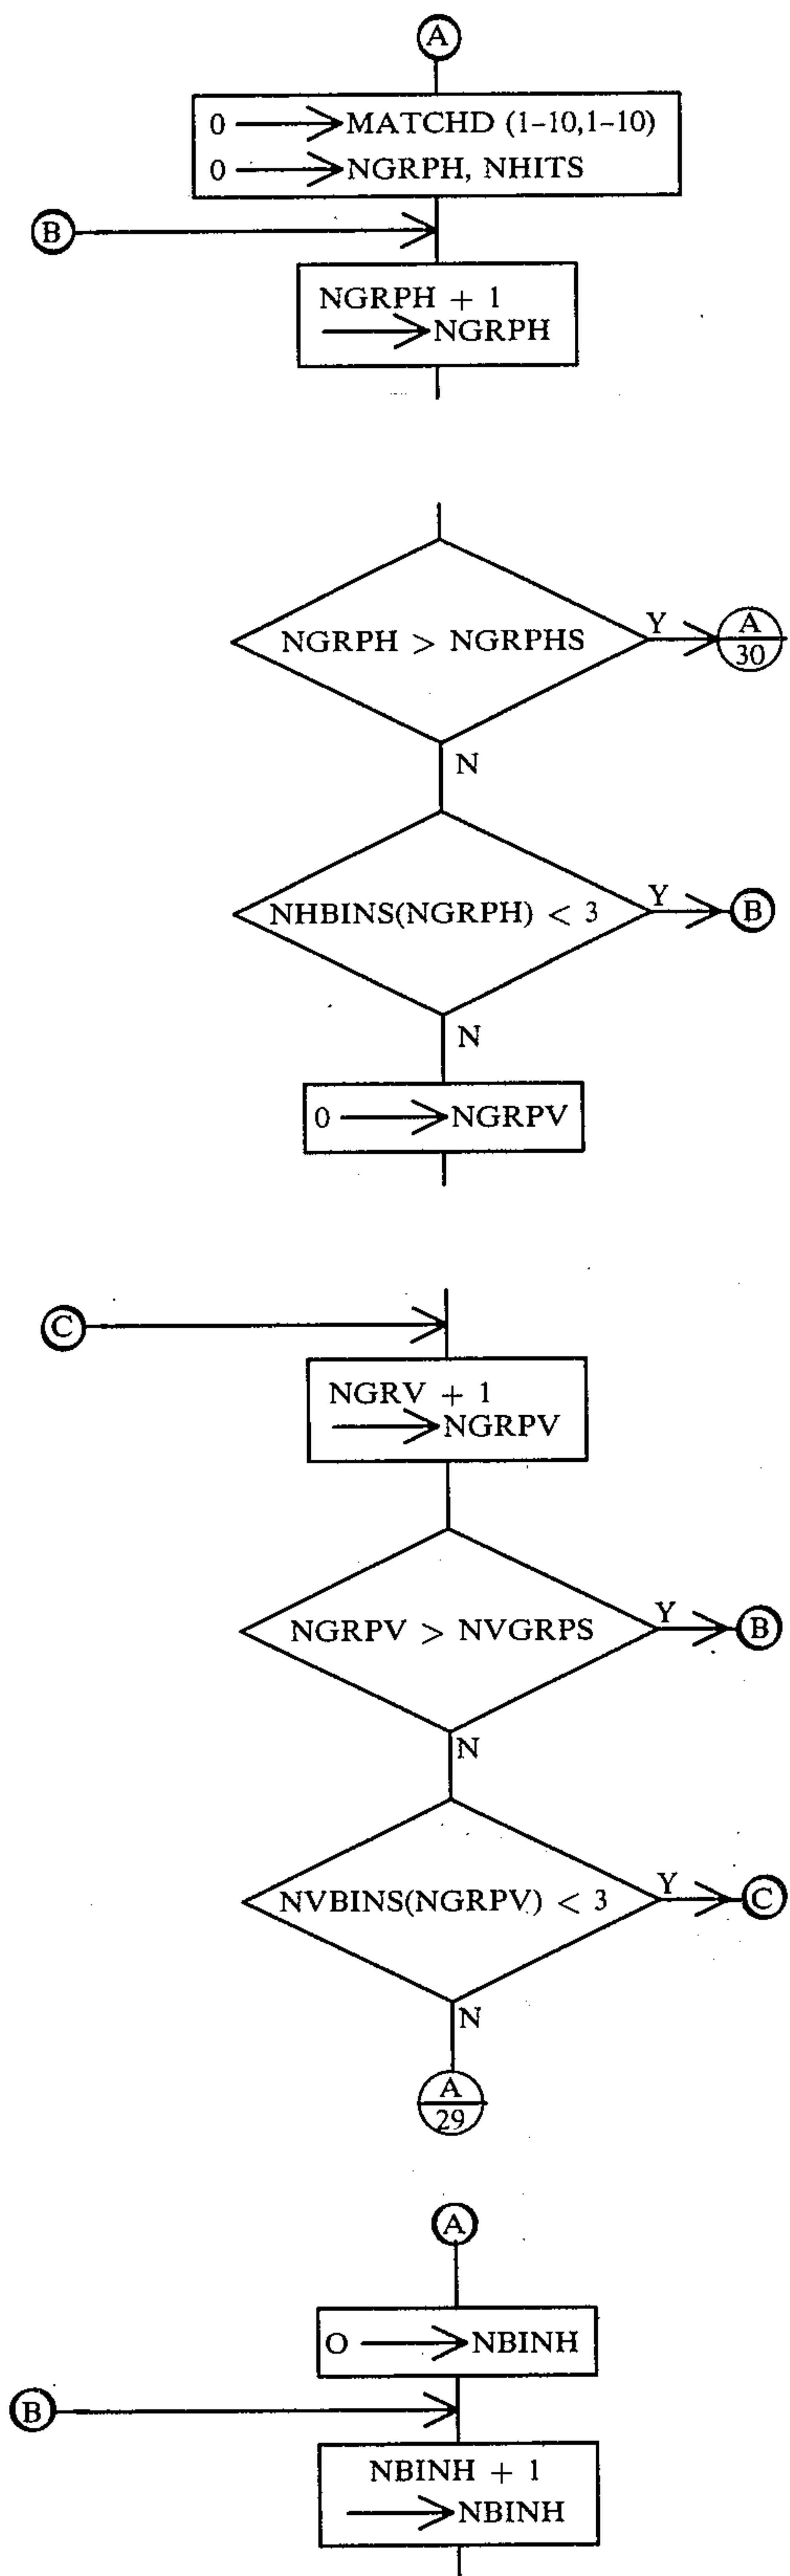 A
0 → MATCHD (1-10,1-10)
0 → NGRPH, NHITS
B
NGRPH + 1
→ NGRPH
NGRPH > NGRPHS
Y
A
30
N
NHBINS(NGRPH) < 3
Y
B
N
0 → NGRPV
C
NGRV + 1
→ NGRPV
NGRPV > NVGRPS
Y
B
N
NVBINS(NGRPV) < 3
Y
C
N
A
29
A
O → NBINH
B
NBINH + 1
→ NBINH